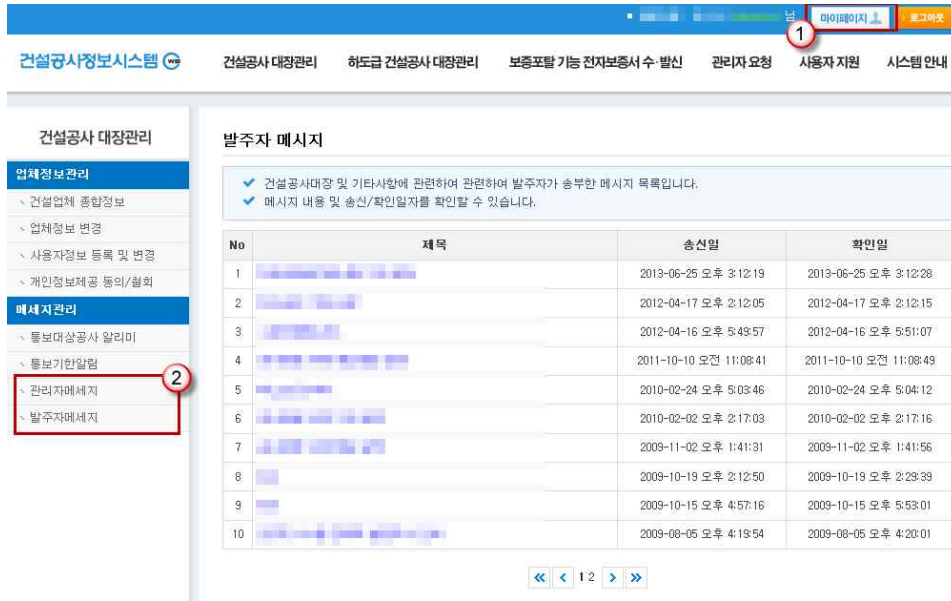 님 마이페이지 로그아웃
1
건설공사정보시스템 건설공사 대장관리 하도급 건설공사 대장관리 보증포탈 기능 전자보증서 수·발신 관리자 요청 사용자 지원 시스템 안내
건설공사 대장관리
업체정보관리
건설업체 종합정보
업체정보 변경
사용자정보 등록 및 변경
개인정보제공 동의/철회
메세지관리
통보대상공사 알리미
통보기한알림
2
관리자메세지
발주자메세지
발주자 메시지
건설공사대장 및 기타사항에 관련하여 관련하여 발주자가 송부한 메시지 목록입니다.
메시지 내용 및 송신/확인일자를 확인할 수 있습니다.
No 제목 송신일 확인일
1 2013-06-25 오후 3:12:19 2013-06-25 오후 3:12:28
2 2012-04-17 오후 2:12:05 2012-04-17 오후 2:12:15
3 2012-04-16 오후 5:49:57 2012-04-16 오후 5:51:07
4 2011-10-10 오전 11:08:41 2011-10-10 오전 11:08:49
5 2010-02-24 오후 5:03:46 2010-02-24 오후 5:04:12
6 2010-02-02 오후 2:17:03 2010-02-02 오후 2:17:16
7 2009-11-02 오후 1:41:31 2009-11-02 오후 1:41:56
8 2009-10-19 오후 2:12:50 2009-10-19 오후 2:29:39
9 2009-10-15 오후 4:57:16 2009-10-15 오후 5:53:01
10 2009-08-05 오후 4:19:54 2009-08-05 오후 4:20:01
1 2